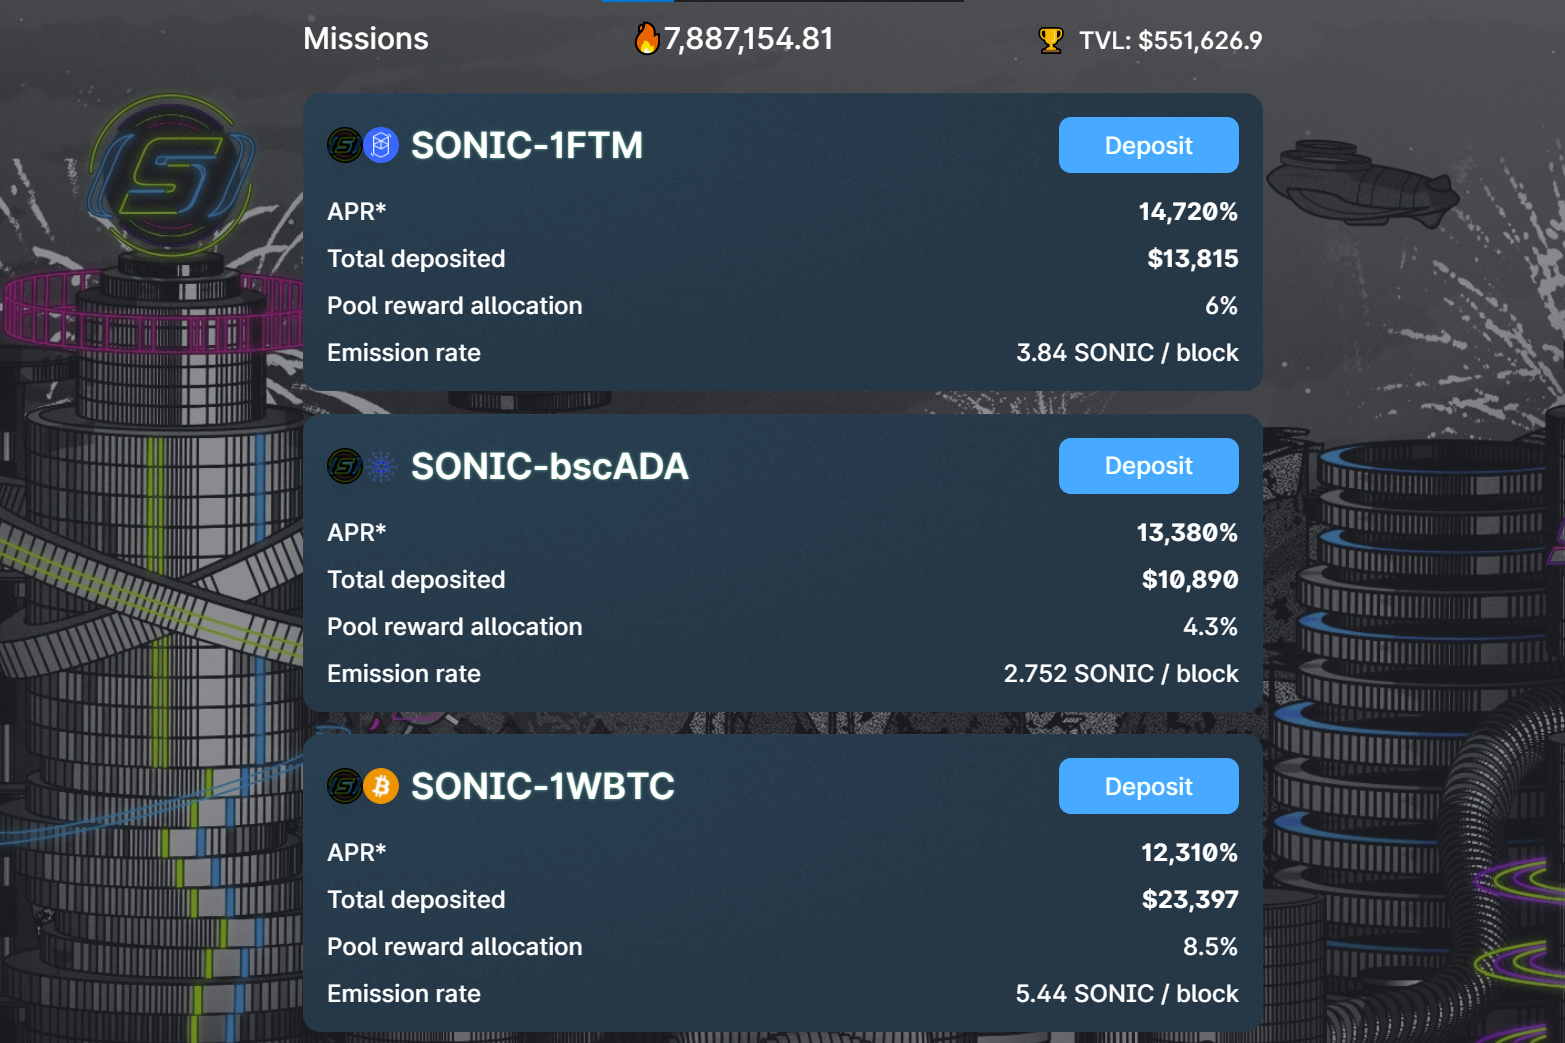 Missions 🔥7,887,154.81 🏆 TVL: $551,626.9
SONIC-1FTM Deposit
APR* 14,720%
Total deposited $13,815
Pool reward allocation 6%
Emission rate 3.84 SONIC / block
SONIC-bscADA Deposit
APR* 13,380%
Total deposited $10,890
Pool reward allocation 4.3%
Emission rate 2.752 SONIC / block
SONIC-1WBTC Deposit
APR* 12,310%
Total deposited $23,397
Pool reward allocation 8.5%
Emission rate 5.44 SONIC / block